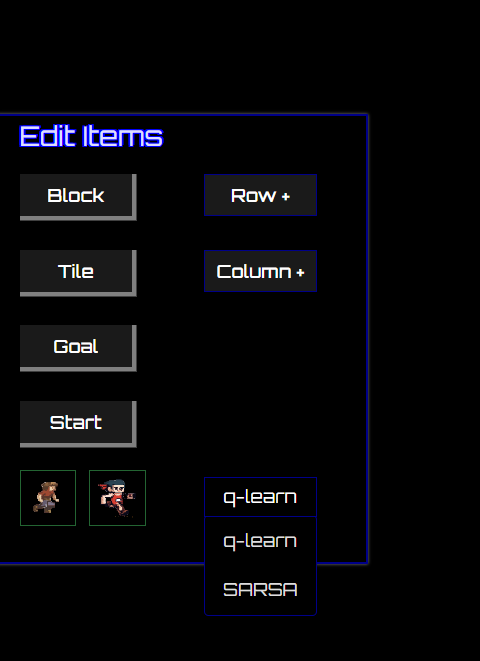 Edit Items
Block
Row +
Tile
Column +
Goal
Start
q-learn
q-learn
SARSA